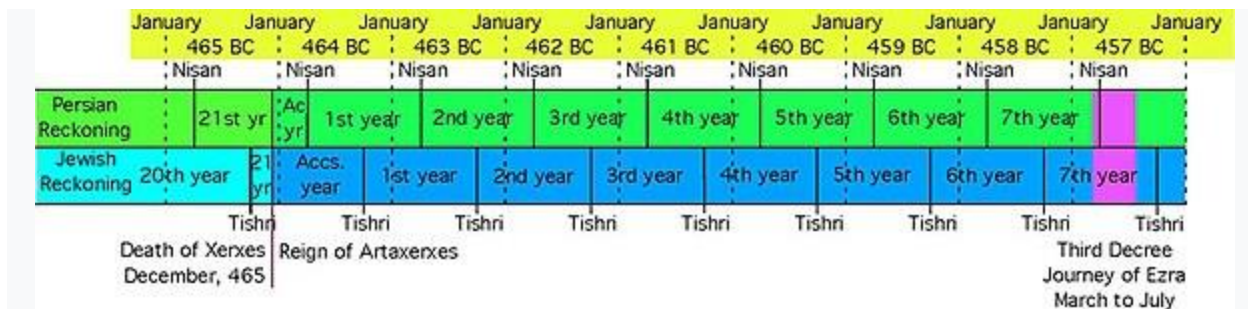 January January January January January January January January January January
465 BC 464 BC 463 BC 462 BC 461 BC 460 BC 459 BC 458 BC 457 BC
Nisan Nisan Nisan Nisan Nisan Nisan Nisan Nisan Nisan
Persian Reckoning 21st yr Ac yr 1st year 2nd year 3rd year 4th year 5th year 6th year 7th year
Jewish Reckoning 20th year 21 yr Accs. year 1st year 2nd year 3rd year 4th year 5th year 6th year 7th year
Tishri Tishri Tishri Tishri Tishri Tishri Tishri Tishri Tishri
Death of Xerxes Reign of Artaxerxes Third Decree
December, 465 Journey of Ezra
March to July